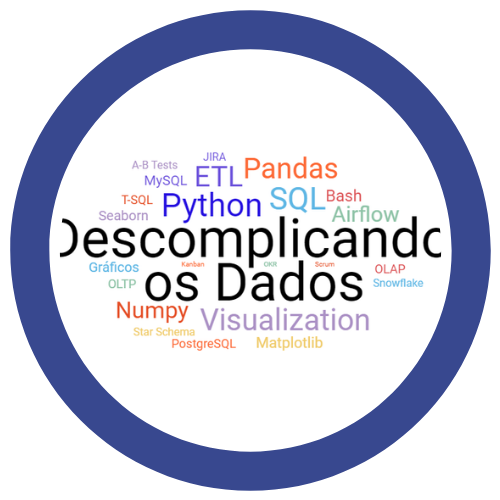 JIRA
A-B Tests
Pandas
MySQL ETL
T-SQL Python SQL Bash
Seaborn Airflow
Descomplicando
Gráficos Kanban OKR Scrum OLAP
os Dados
OLTP Snowflake
Numpy Visualization
Star Schema
PostgreSQL Matplotlib